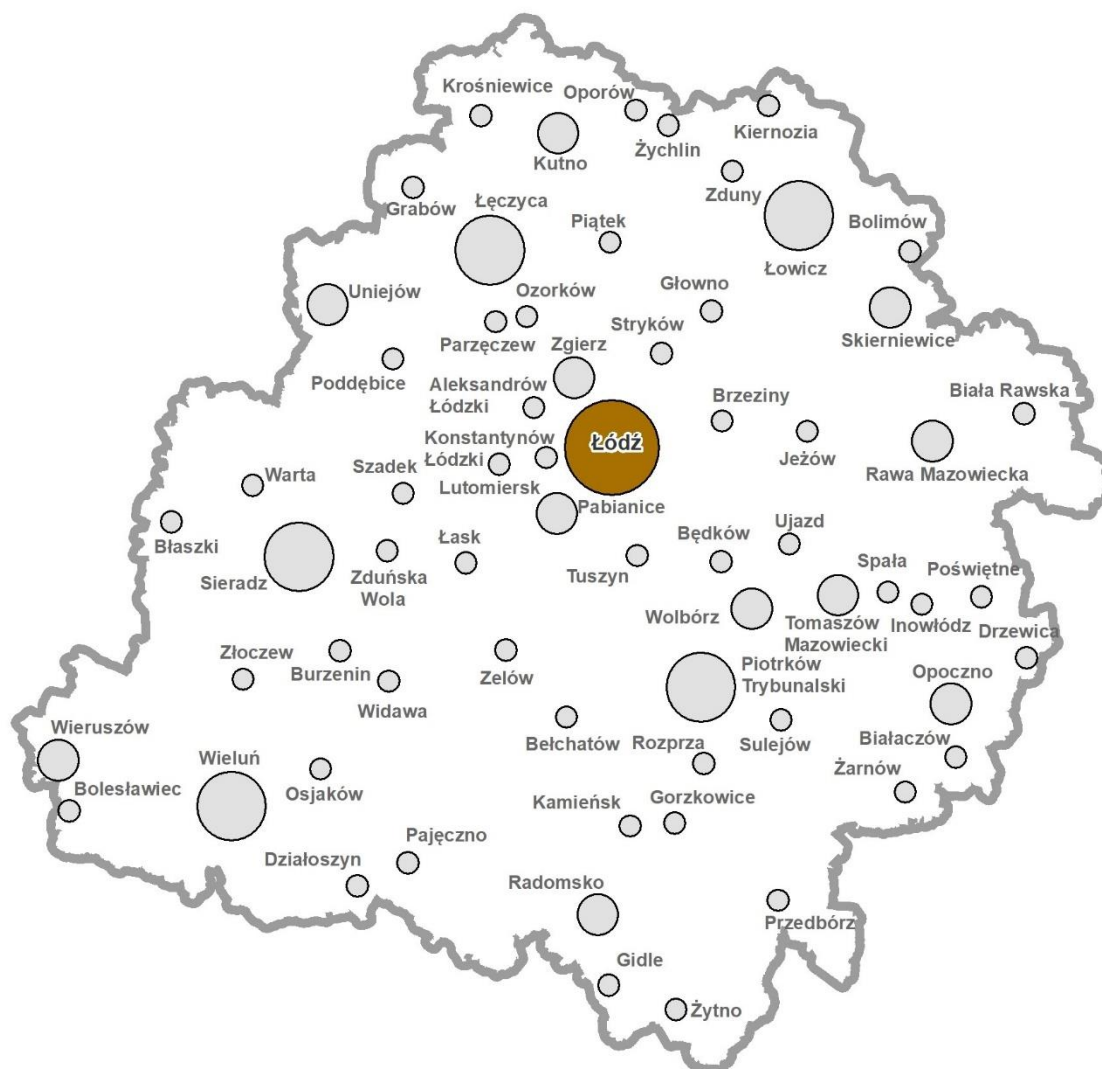 Krośniewice
Oporów
Kiernozia
Żychlin
Kutno
Zduny
Grabów
Łęczyca
Piątek
Bolimów
Łowicz
Uniejów
Ozorków
Głowno
Parzęczew
Stryków
Skierniewice
Zgierz
Poddębice
Aleksandrów
Łódzki
Brzeziny
Biała Rawska
Konstantynów
Łódzki
Łódź
Jeżów
Rawa Mazowiecka
Szadek
Warta
Lutomiersk
Pabianice
Błaszki
Łask
Będków
Ujazd
Sieradz
Zduńska
Wola
Tuszyn
Spała
Poświętne
Wolbórz
Tomaszów
Mazowiecki
Inowłódz
Drzewica
Złoczew
Burzenin
Zelów
Piotrków
Trybunalski
Opoczno
Widawa
Wieruszów
Bełchatów
Rozprza
Sulejów
Białaczów
Wieluń
Żarnów
Bolesławiec
Osjaków
Kamieńsk
Gorzkowice
Pajęczno
Działoszyn
Radomsko
Przedbórz
Gidle
Żytno